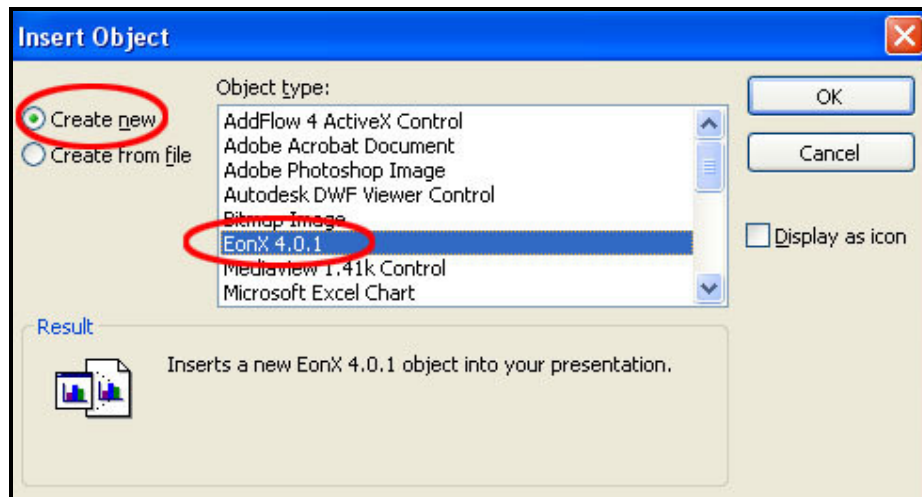 Insert Object
Create new
Create from file
Object type:
AddFlow 4 ActiveX Control
Adobe Acrobat Document
Adobe Photoshop Image
Autodesk DWF Viewer Control
Bitmap Image
EonX 4.0.1
Mediaview 1.41k Control
Microsoft Excel Chart
OK
Cancel
Display as icon
Result
Inserts a new EonX 4.0.1 object into your presentation.